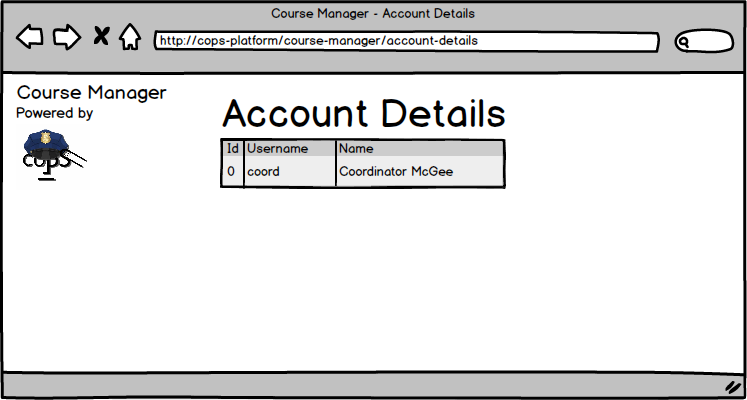 Course Manager - Account Details
http://cops-platform/course-manager/account-details
Course Manager
Powered by
cops
Account Details
Id Username Name
0 coord Coordinator McGee